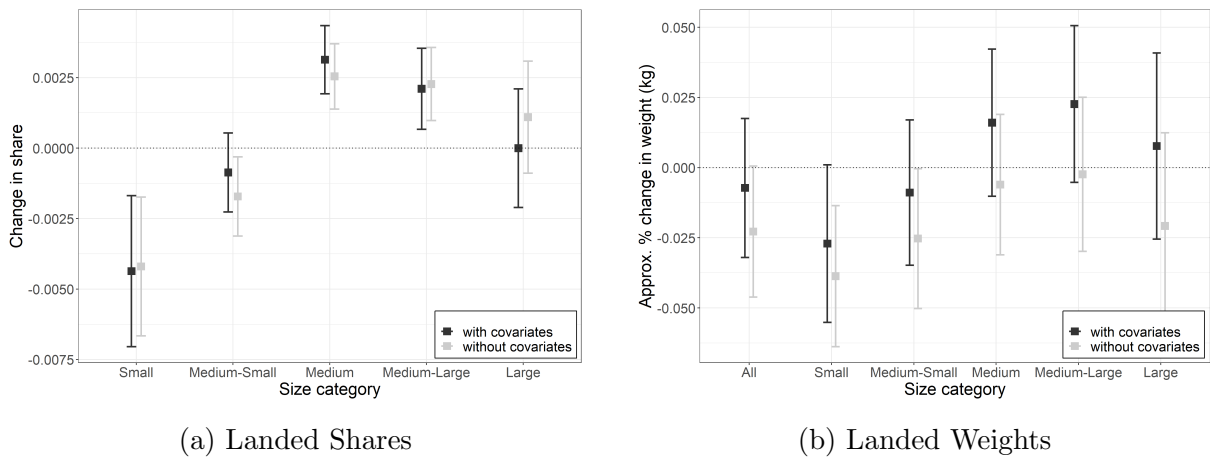 Change in share
0.0025
0.0000
-0.0025
-0.0050
-0.0075
with covariates
without covariates
Small Medium-Small Medium Medium-Large Large
Size category
(a) Landed Shares
Approx. % change in weight (kg)
0.050
0.025
0.000
-0.025
-0.050
with covariates
without covariates
All Small Medium-Small Medium Medium-Large Large
Size category
(b) Landed Weights